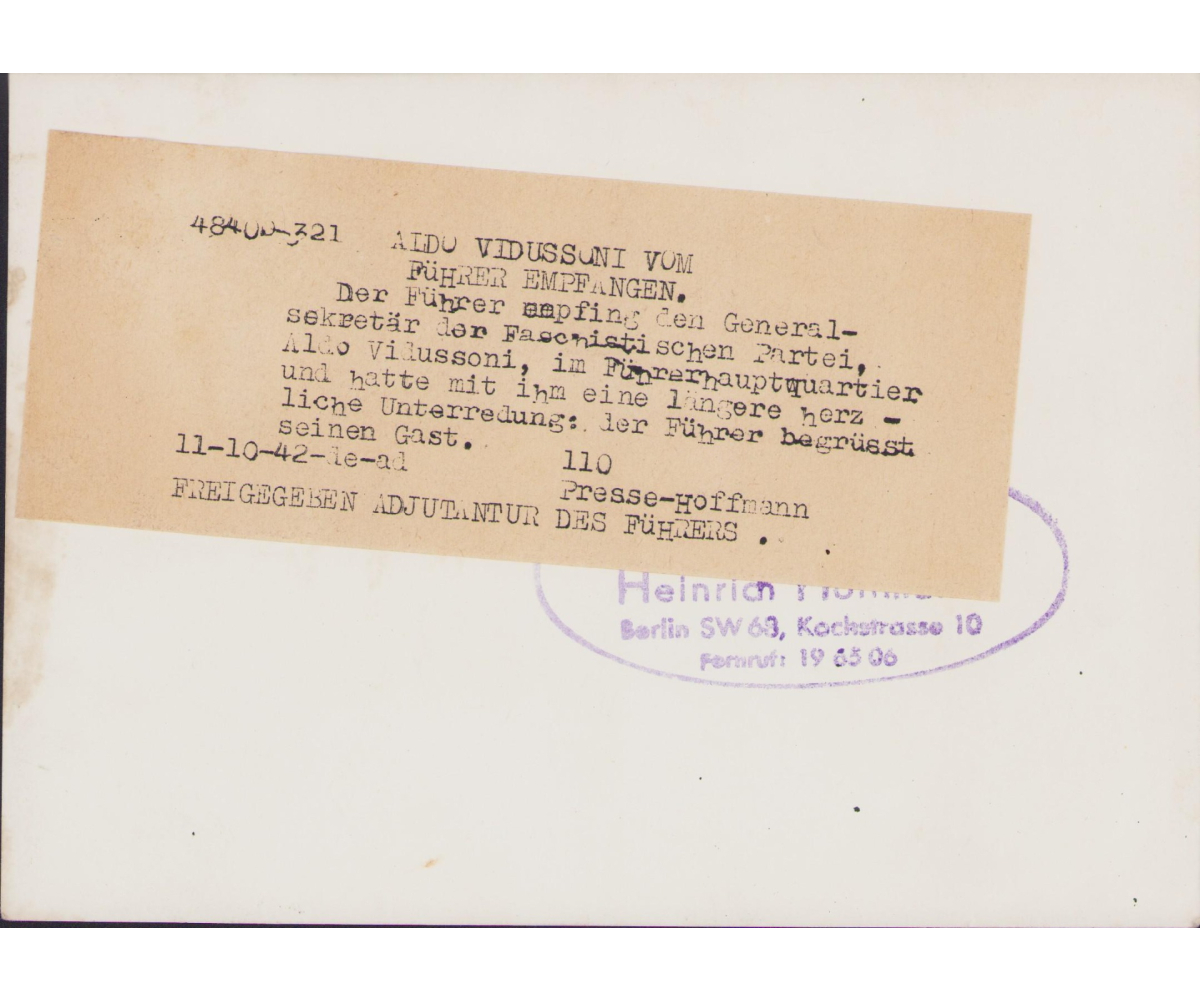 48400-321 ALDO VIDUSSONI VOM
FÜHRER EMPFANGEN.
Der Führer empfing den General-
sekretär der Faschistischen Partei,
Aldo Vidussoni, im Führerhauptquartier
und hatte mit ihm eine längere herz -
liche Unterredung: der Führer begrüsst
seinen Gast.
11-10-42-de-ad 110
Presse-Hoffmann
FREIGEGEBEN ADJUTANTUR DES FÜHRERS .
Heinrich
Berlin SW 68, Kochstrasse 10
Fernruf: 19 65 06